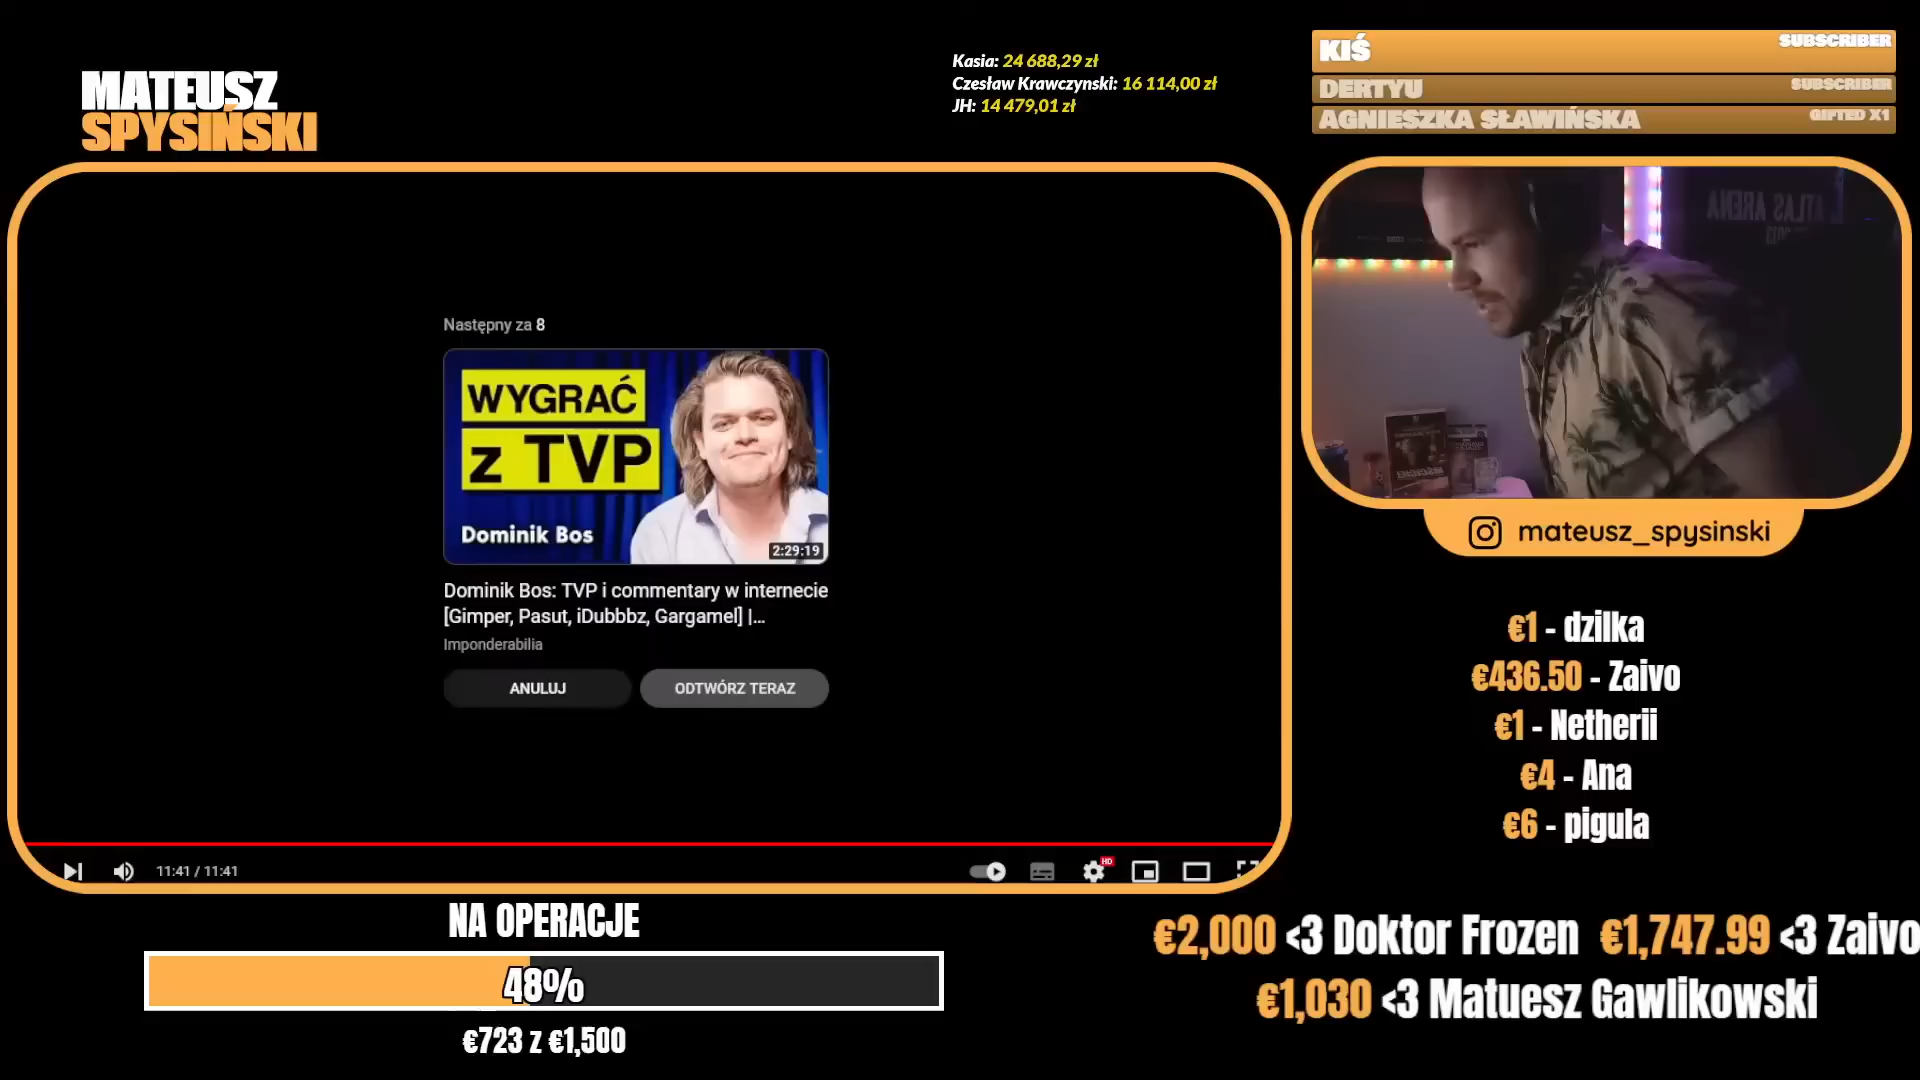 MATEUSZ
SPYSIŃSKI
Kasia: 24 688,29 zł
Czesław Krawczynski: 16 114,00 zł
JH: 14 479,01 zł
KIŚ SUBSCRIBER
DERTYU SUBSCRIBER
AGNIESZKA SŁAWIŃSKA GIFTED X1
ATLAS ARENA
Następny za 8
WYGRAĆ
z TVP
Dominik Bos
2:29:19
Dominik Bos: TVP i commentary w internecie
[Gimper, Pasut, iDubbbz, Gargamel] |...
Imponderabilia
ANULUJ ODTWÓRZ TERAZ
11:41 / 11:41
HD
mateusz_spysinski
€1 - dzilka
€436.50 - Zaivo
€1 - Netherii
€4 - Ana
€6 - pigula
NA OPERACJE
48%
€723 z €1,500
€2,000 <3 Doktor Frozen €1,747.99 <3 Zaivo
€1,030 <3 Matuesz Gawlikowski